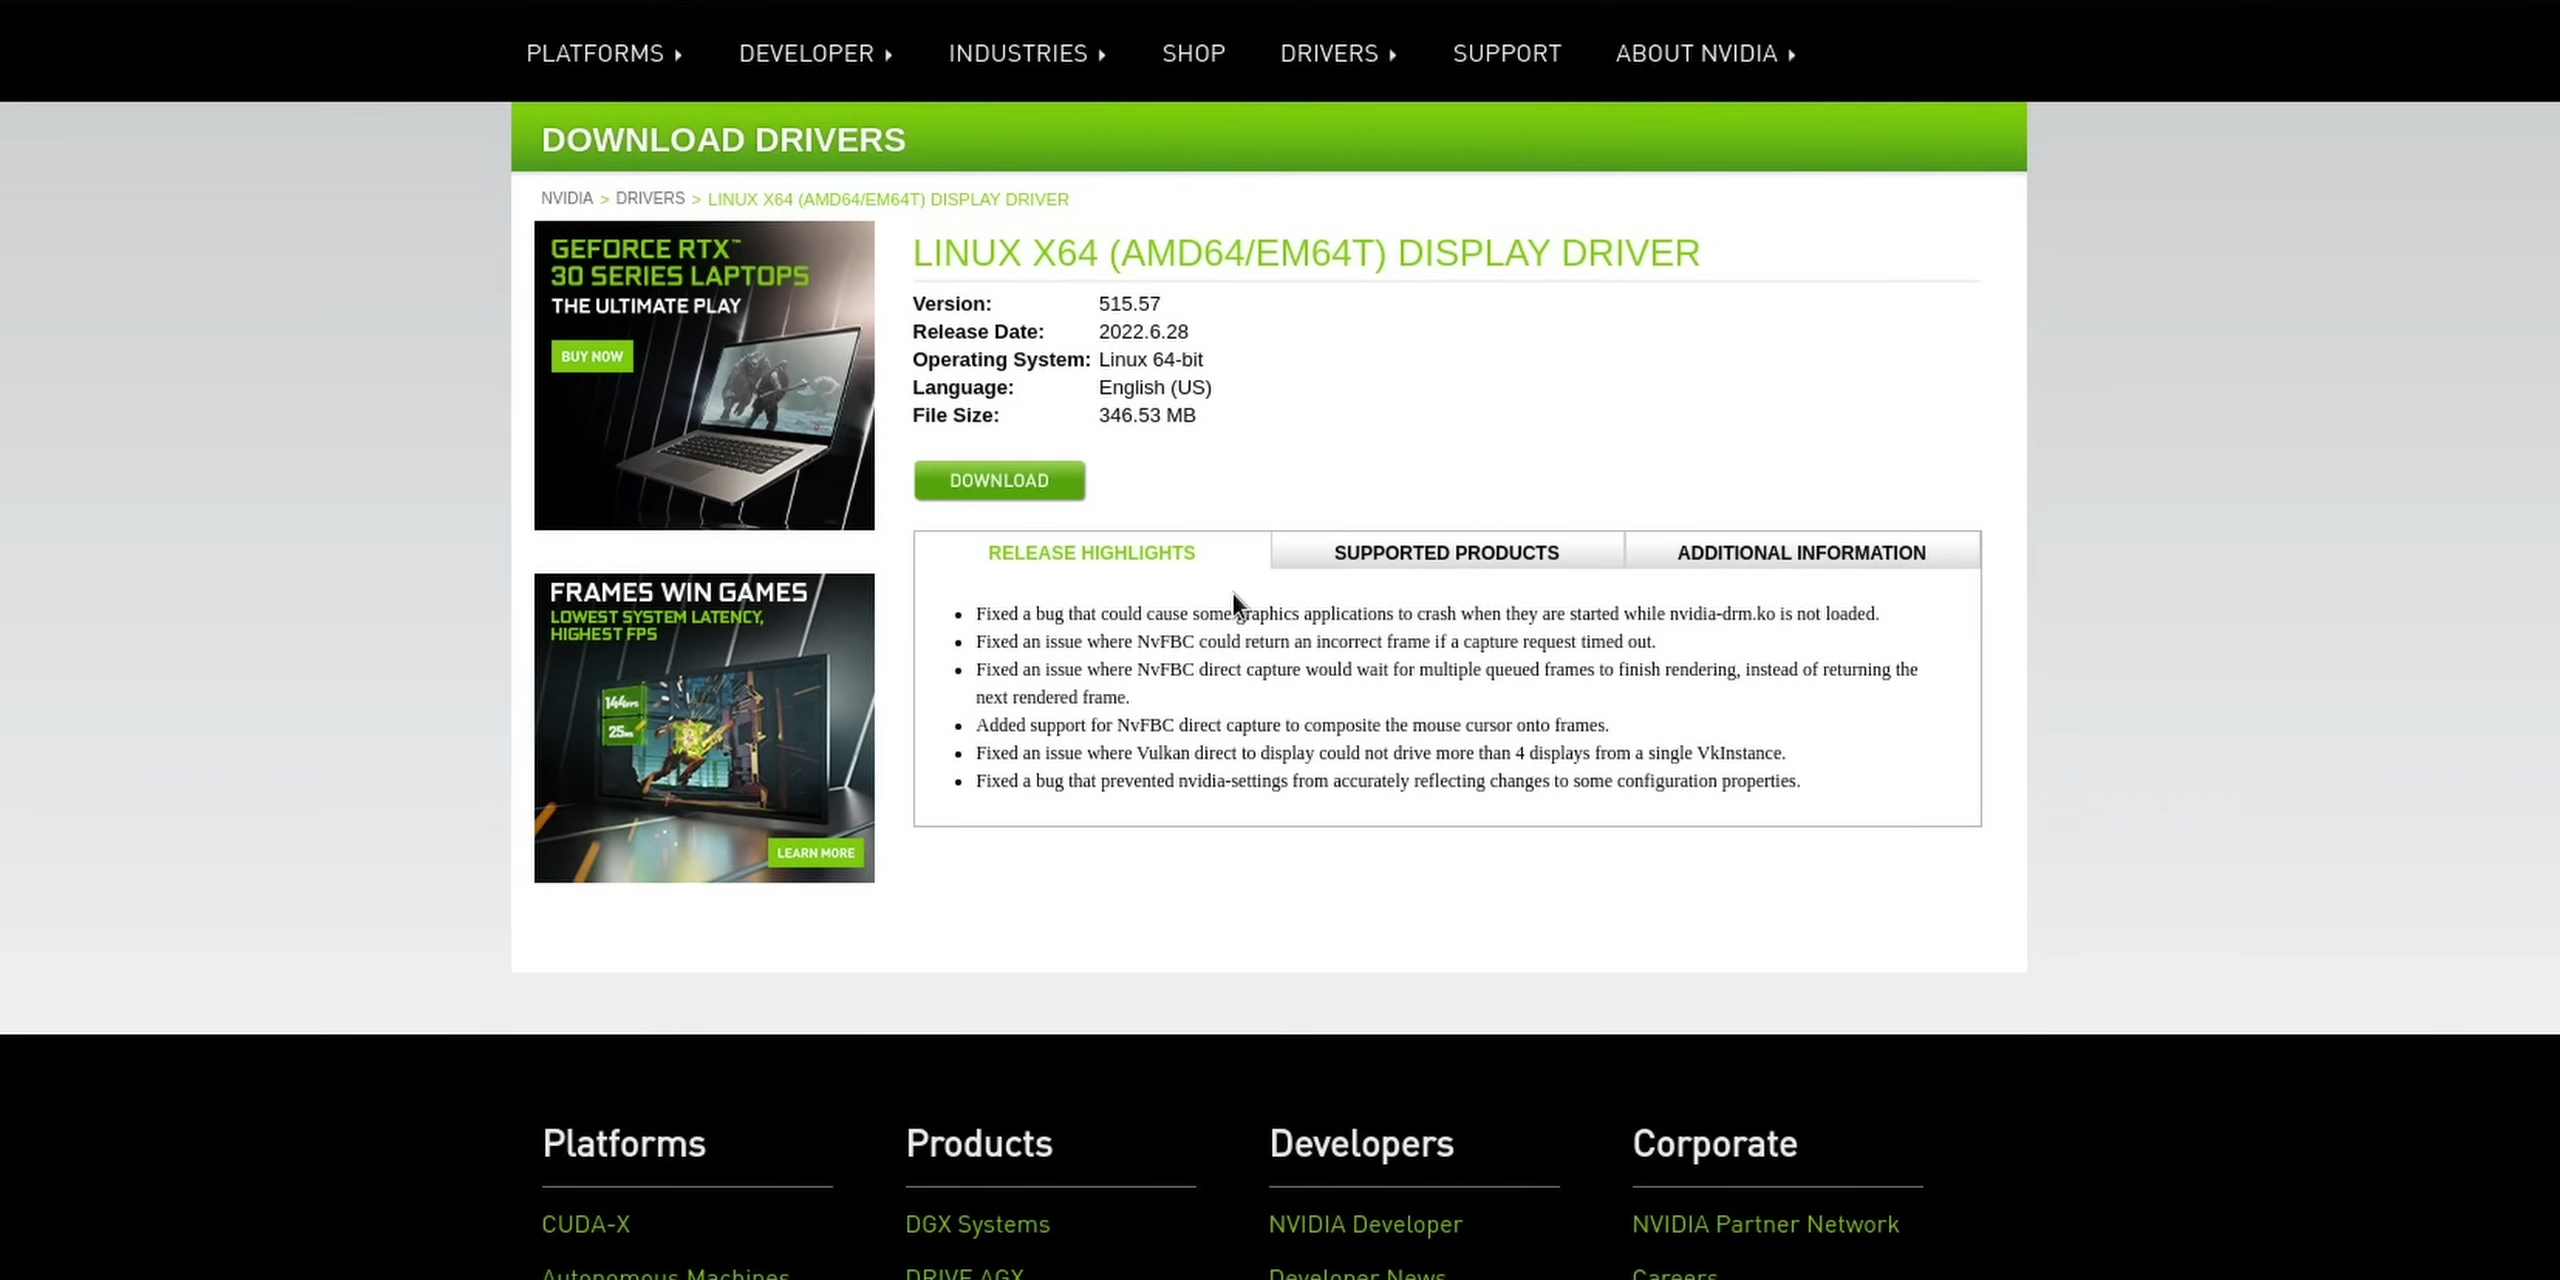 PLATFORMS DEVELOPER INDUSTRIES SHOP DRIVERS SUPPORT ABOUT NVIDIA
DOWNLOAD DRIVERS
NVIDIA > DRIVERS > LINUX X64 (AMD64/EM64T) DISPLAY DRIVER
GEFORCE RTX™
30 SERIES LAPTOPS
THE ULTIMATE PLAY
BUY NOW
FRAMES WIN GAMES
LOWEST SYSTEM LATENCY,
HIGHEST FPS
144FPS
25ms
LEARN MORE
LINUX X64 (AMD64/EM64T) DISPLAY DRIVER
Version: 515.57
Release Date: 2022.6.28
Operating System: Linux 64-bit
Language: English (US)
File Size: 346.53 MB
DOWNLOAD
RELEASE HIGHLIGHTS SUPPORTED PRODUCTS ADDITIONAL INFORMATION
• Fixed a bug that could cause some graphics applications to crash when they are started while nvidia-drm.ko is not loaded.
• Fixed an issue where NvFBC could return an incorrect frame if a capture request timed out.
• Fixed an issue where NvFBC direct capture would wait for multiple queued frames to finish rendering, instead of returning the
next rendered frame.
• Added support for NvFBC direct capture to composite the mouse cursor onto frames.
• Fixed an issue where Vulkan direct to display could not drive more than 4 displays from a single VkInstance.
• Fixed a bug that prevented nvidia-settings from accurately reflecting changes to some configuration properties.
Platforms Products Developers Corporate
CUDA-X DGX Systems NVIDIA Developer NVIDIA Partner Network
Autonomous Machines DRIVE AGX Developer News Careers